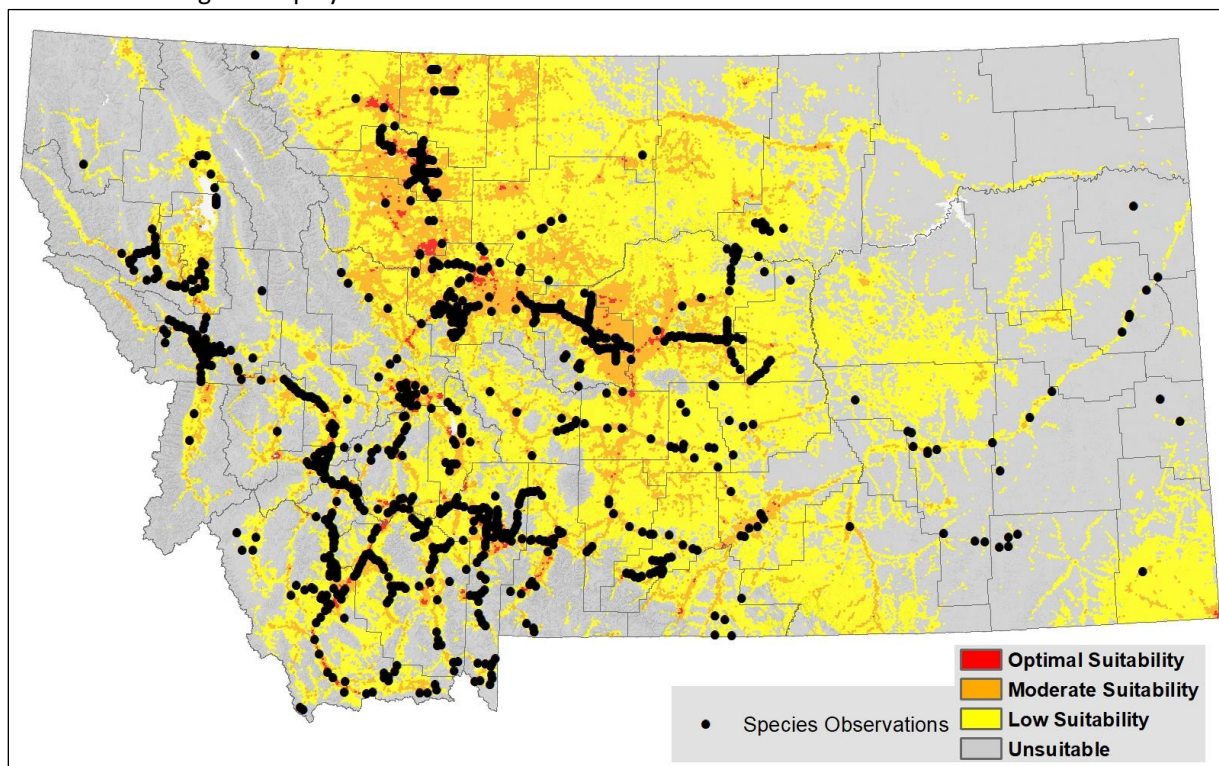 Optimal Suitability
Moderate Suitability
Species Observations
Low Suitability
Unsuitable